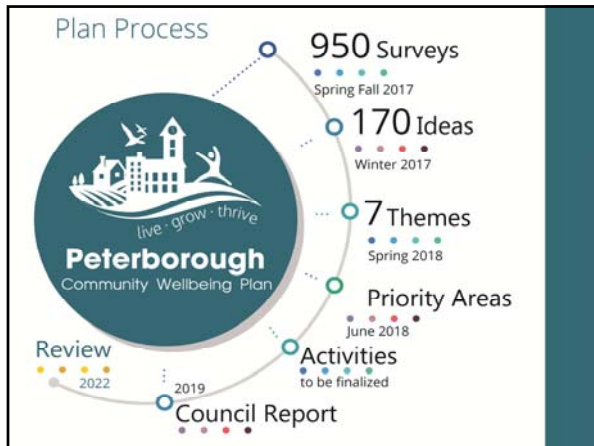 Plan Process
950 Surveys
Spring Fall 2017
170 Ideas
Winter 2017
7 Themes
Spring 2018
Priority Areas
June 2018
Activities
to be finalized
2019
Council Report
Review
2022
live · grow · thrive
Peterborough
Community Wellbeing Plan